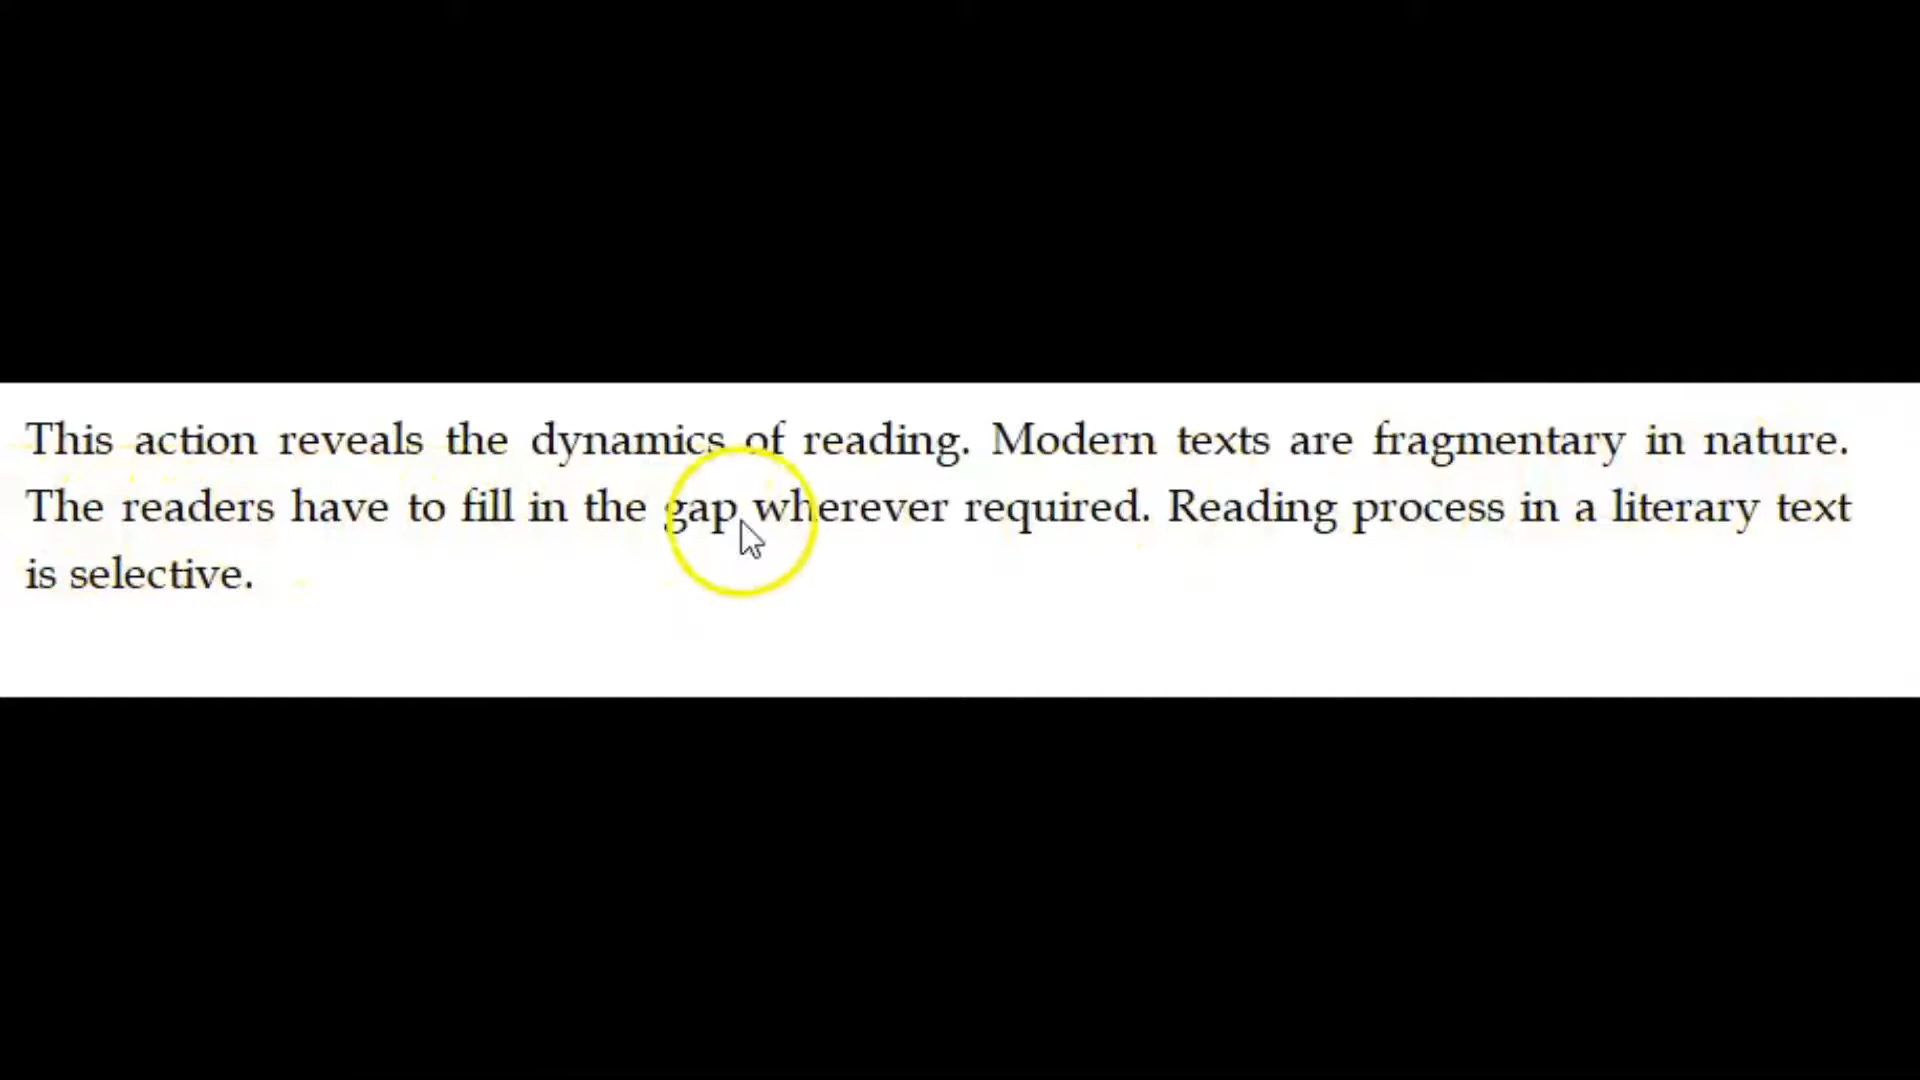 This action reveals the dynamics of reading. Modern texts are fragmentary in nature.
The readers have to fill in the gap wherever required. Reading process in a literary text
is selective.